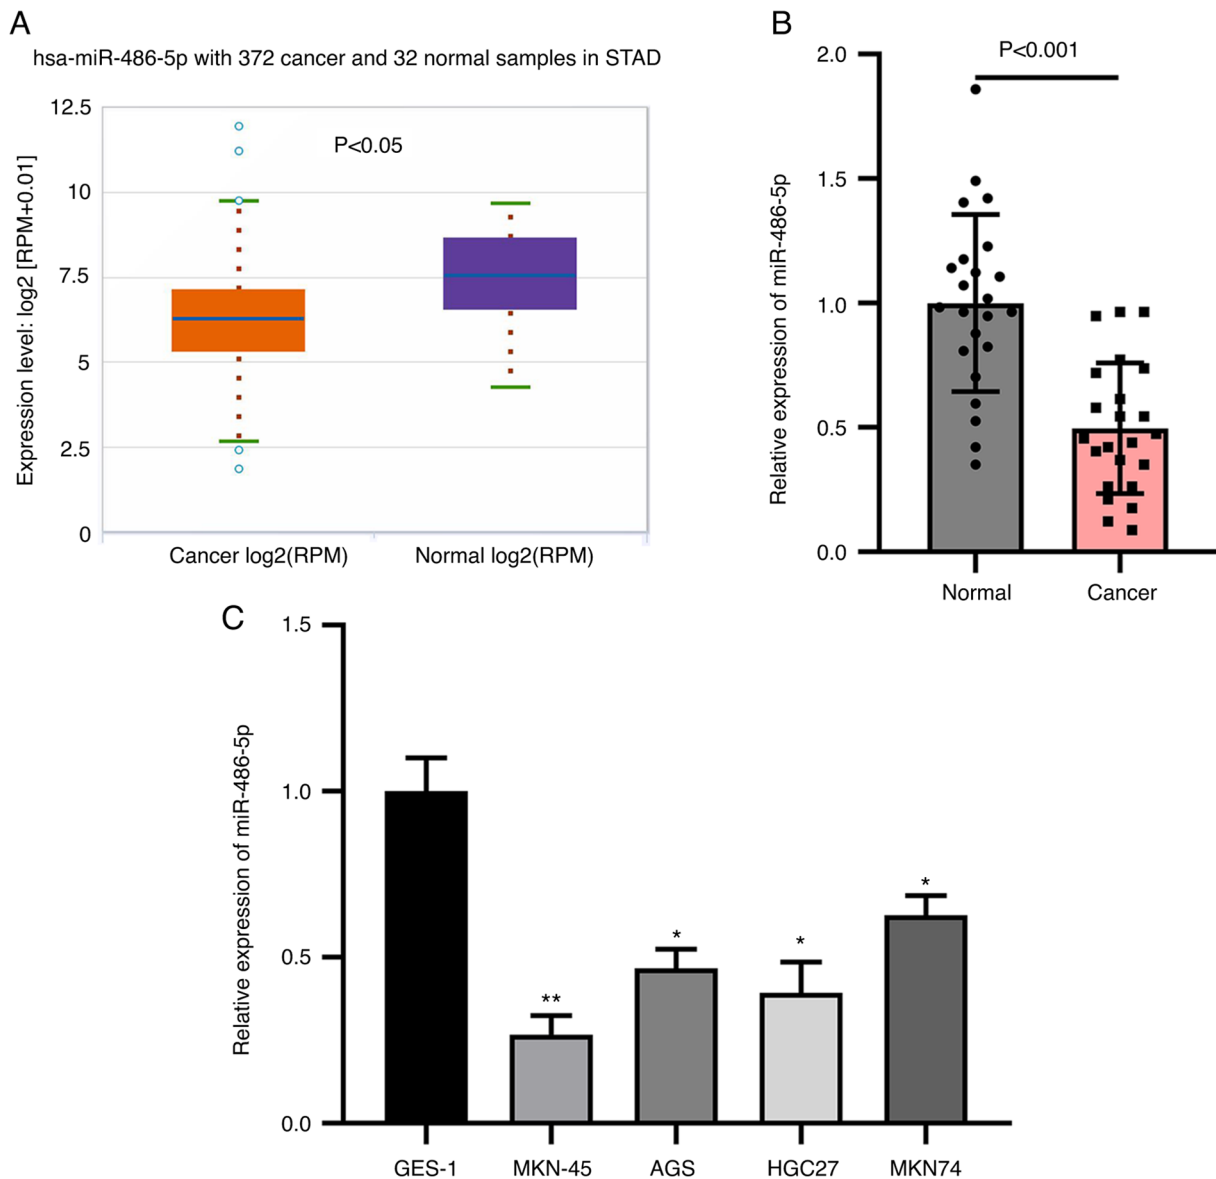 A
hsa-miR-486-5p with 372 cancer and 32 normal samples in STAD
Expression level: log2 [RPM+0.01]
12.5
10
7.5
5
2.5
0
P<0.05
Cancer log2(RPM)
Normal log2(RPM)
B
Relative expression of miR-486-5p
2.0
1.5
1.0
0.5
0.0
P<0.001
Normal
Cancer
C
Relative expression of miR-486-5p
1.5
1.0
0.5
0.0
**
*
*
*
GES-1
MKN-45
AGS
HGC27
MKN74